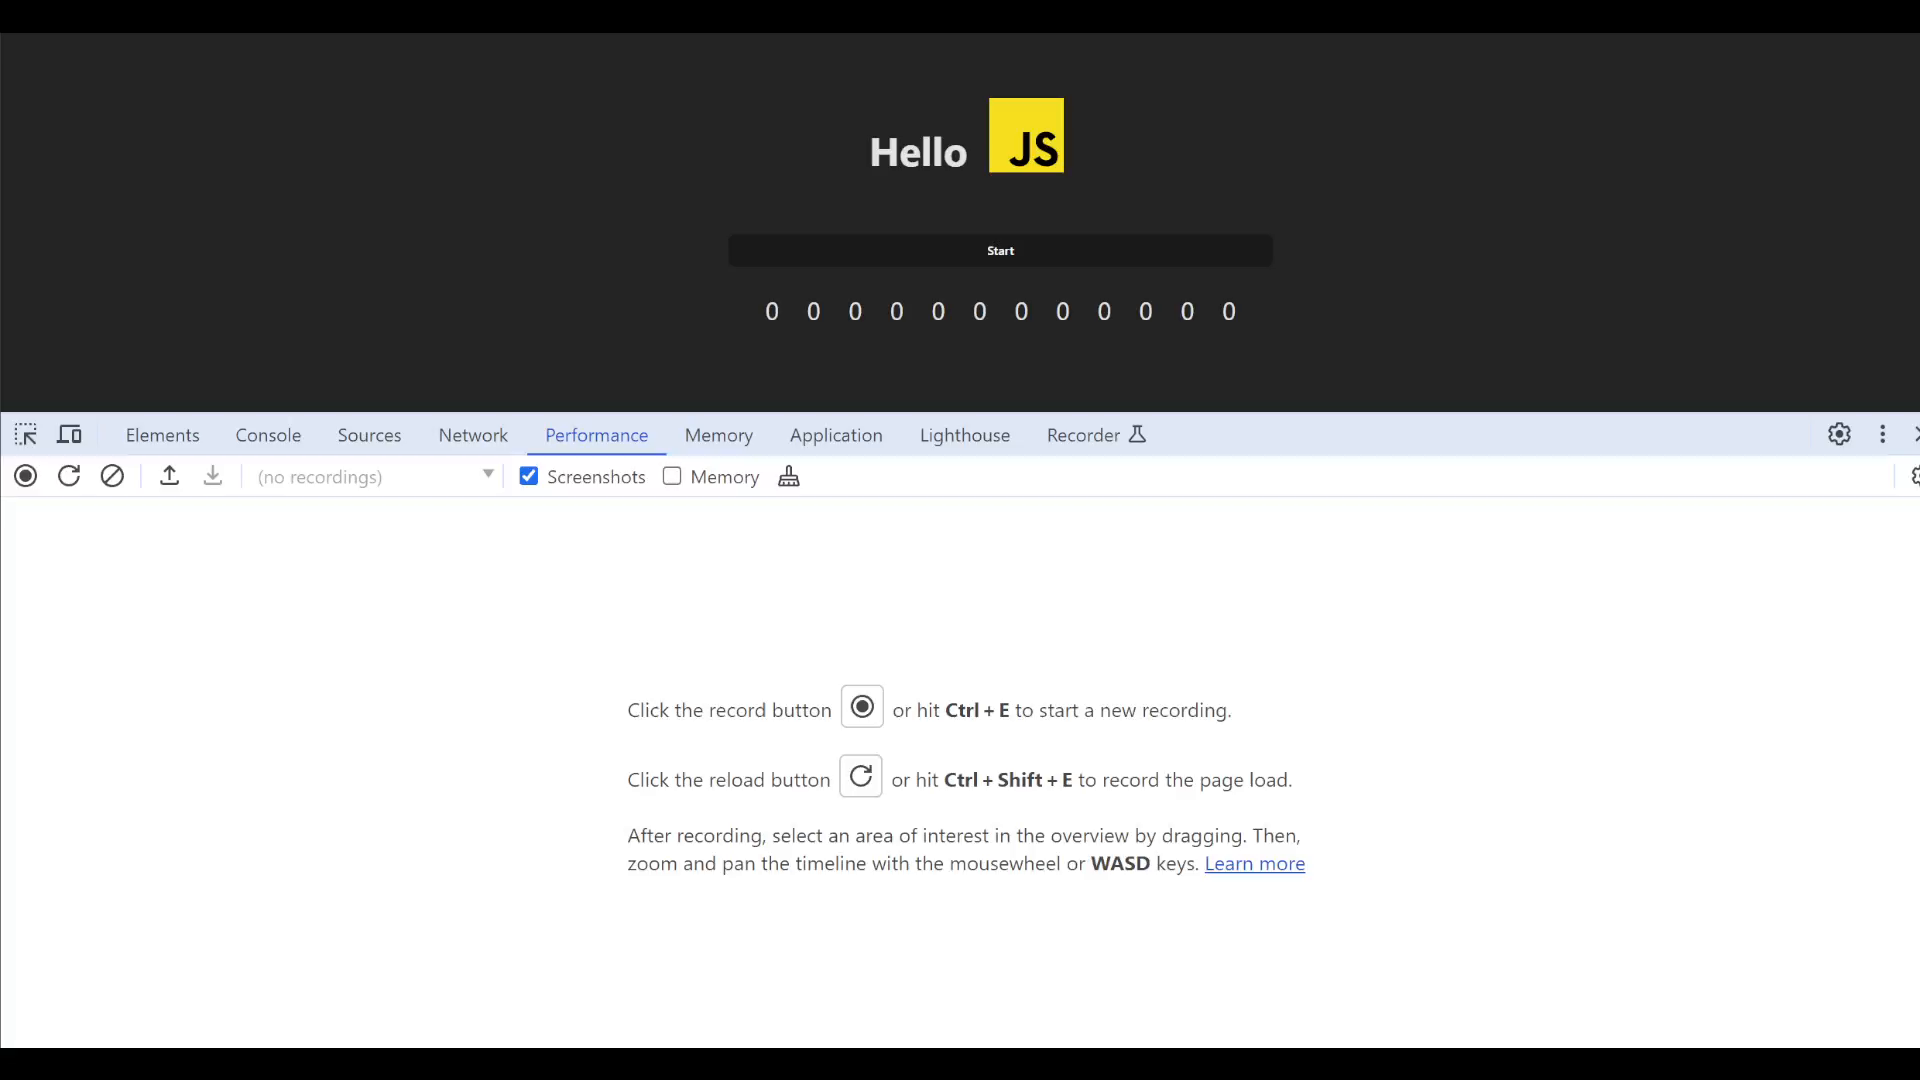 Hello JS
Start
0 0 0 0 0 0 0 0 0 0 0 0
Elements Console Sources Network Performance Memory Application Lighthouse Recorder
(no recordings) Screenshots Memory
Click the record button or hit Ctrl + E to start a new recording.
Click the reload button or hit Ctrl + Shift + E to record the page load.
After recording, select an area of interest in the overview by dragging. Then,
zoom and pan the timeline with the mousewheel or WASD keys. Learn more